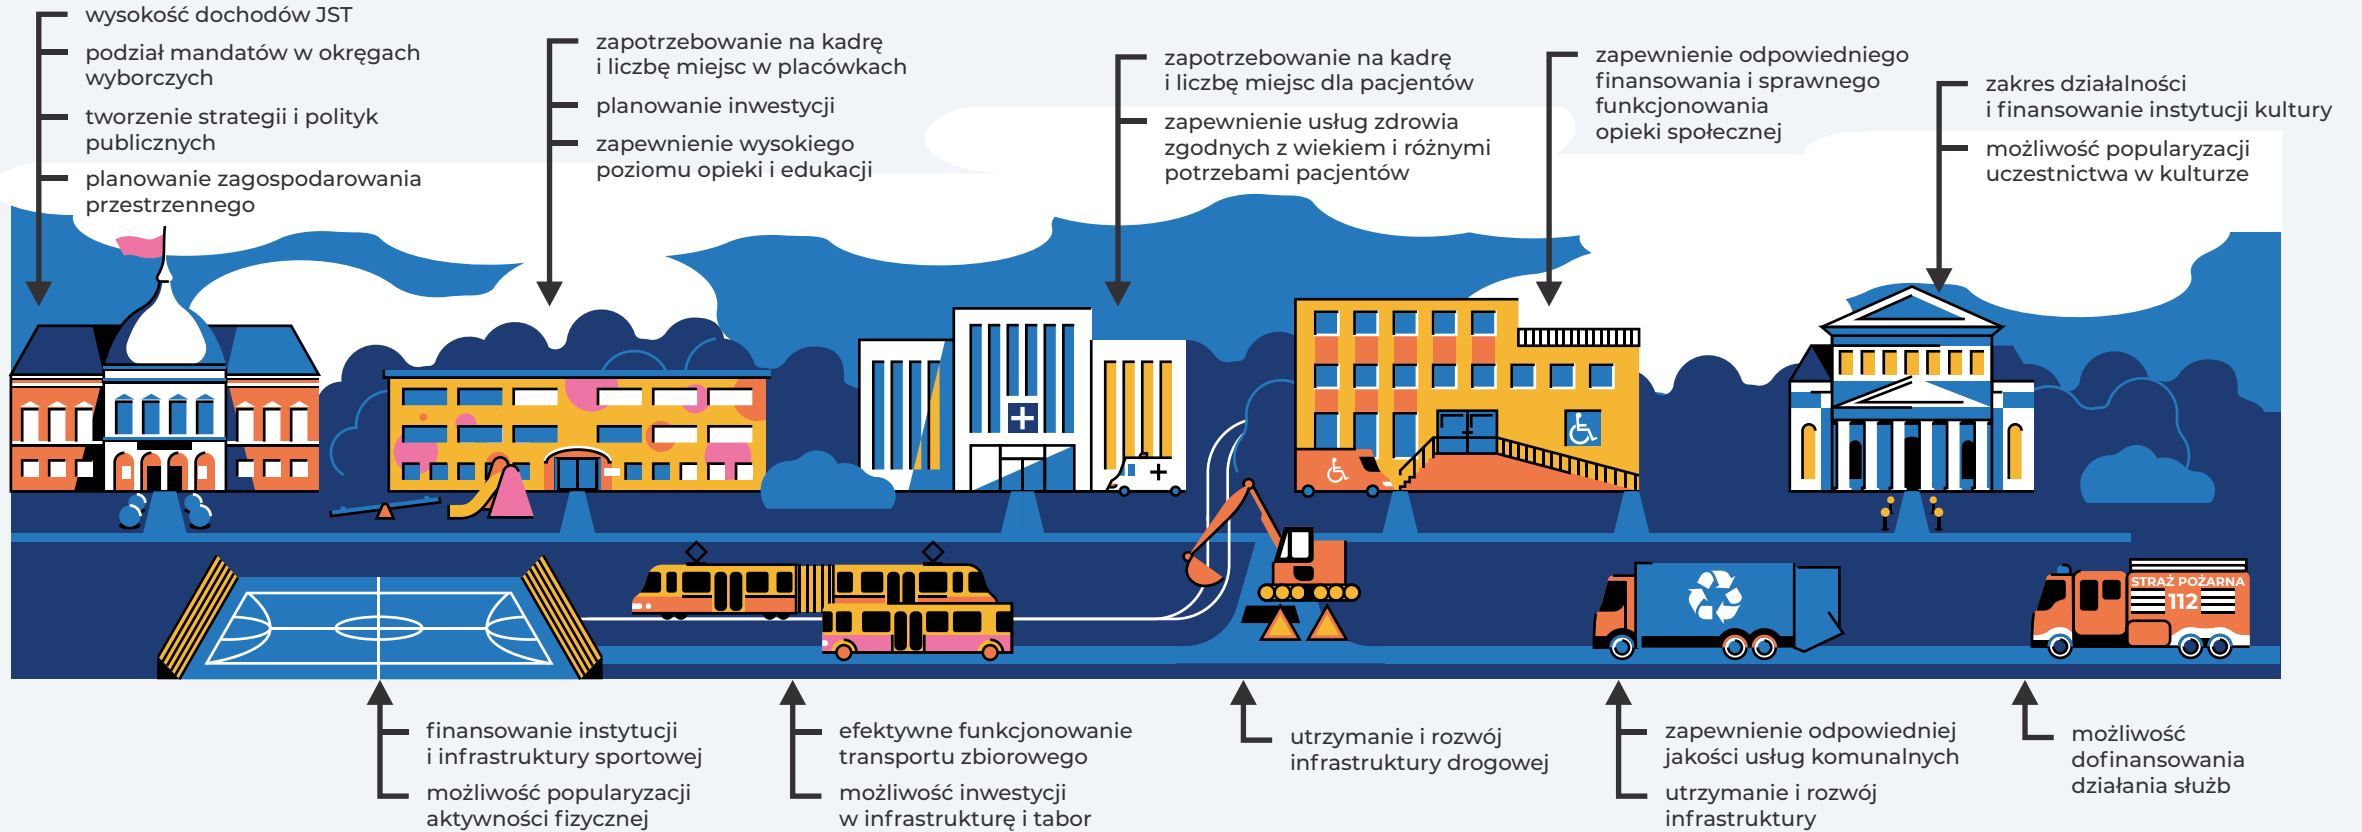 wysokość dochodów JST
podział mandatów w okręgach
wyborczych
tworzenie strategii i polityk
publicznych
planowanie zagospodarowania
przestrzennego
zapotrzebowanie na kadrę
i liczbę miejsc w placówkach
planowanie inwestycji
zapewnienie wysokiego
poziomu opieki i edukacji
zapotrzebowanie na kadrę
i liczbę miejsc dla pacjentów
zapewnienie usług zdrowia
zgodnych z wiekiem i różnymi
potrzebami pacjentów
zapewnienie odpowiedniego
finansowania i sprawnego
funkcjonowania
opieki społecznej
zakres działalności
i finansowanie instytucji kultury
możliwość popularyzacji
uczestnictwa w kulturze
STRAŻ POŻARNA
112
finansowanie instytucji
i infrastruktury sportowej
możliwość popularyzacji
aktywności fizycznej
efektywne funkcjonowanie
transportu zbiorowego
możliwość inwestycji
w infrastrukturę i tabor
utrzymanie i rozwój
infrastruktury drogowej
zapewnienie odpowiedniej
jakości usług komunalnych
utrzymanie i rozwój
infrastruktury
możliwość
dofinansowania
działania służb